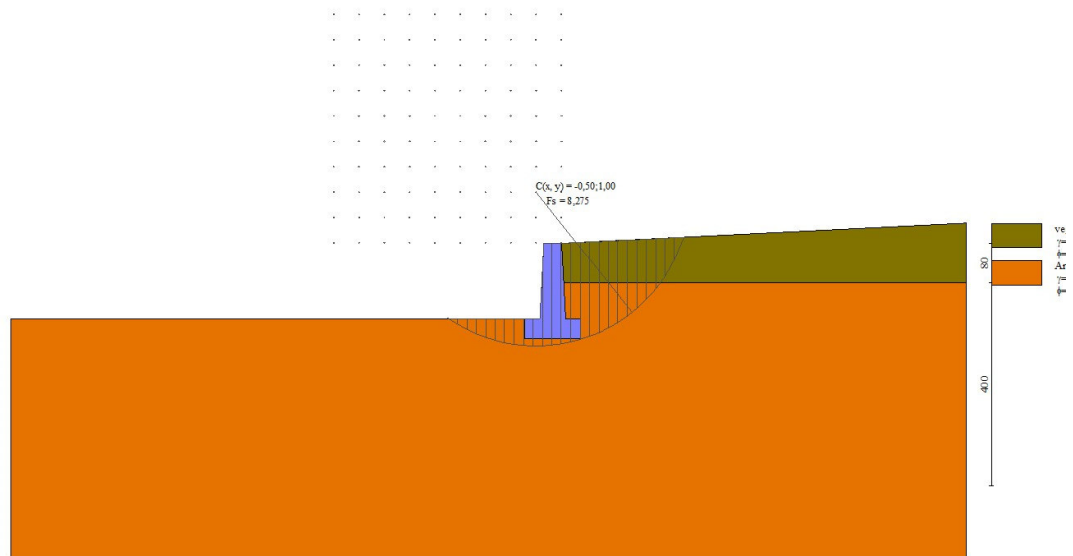 C(x, y) = -0,50;1,00
Fs = 8,275
80
400
γ=
ϕ=
γ=
ϕ=